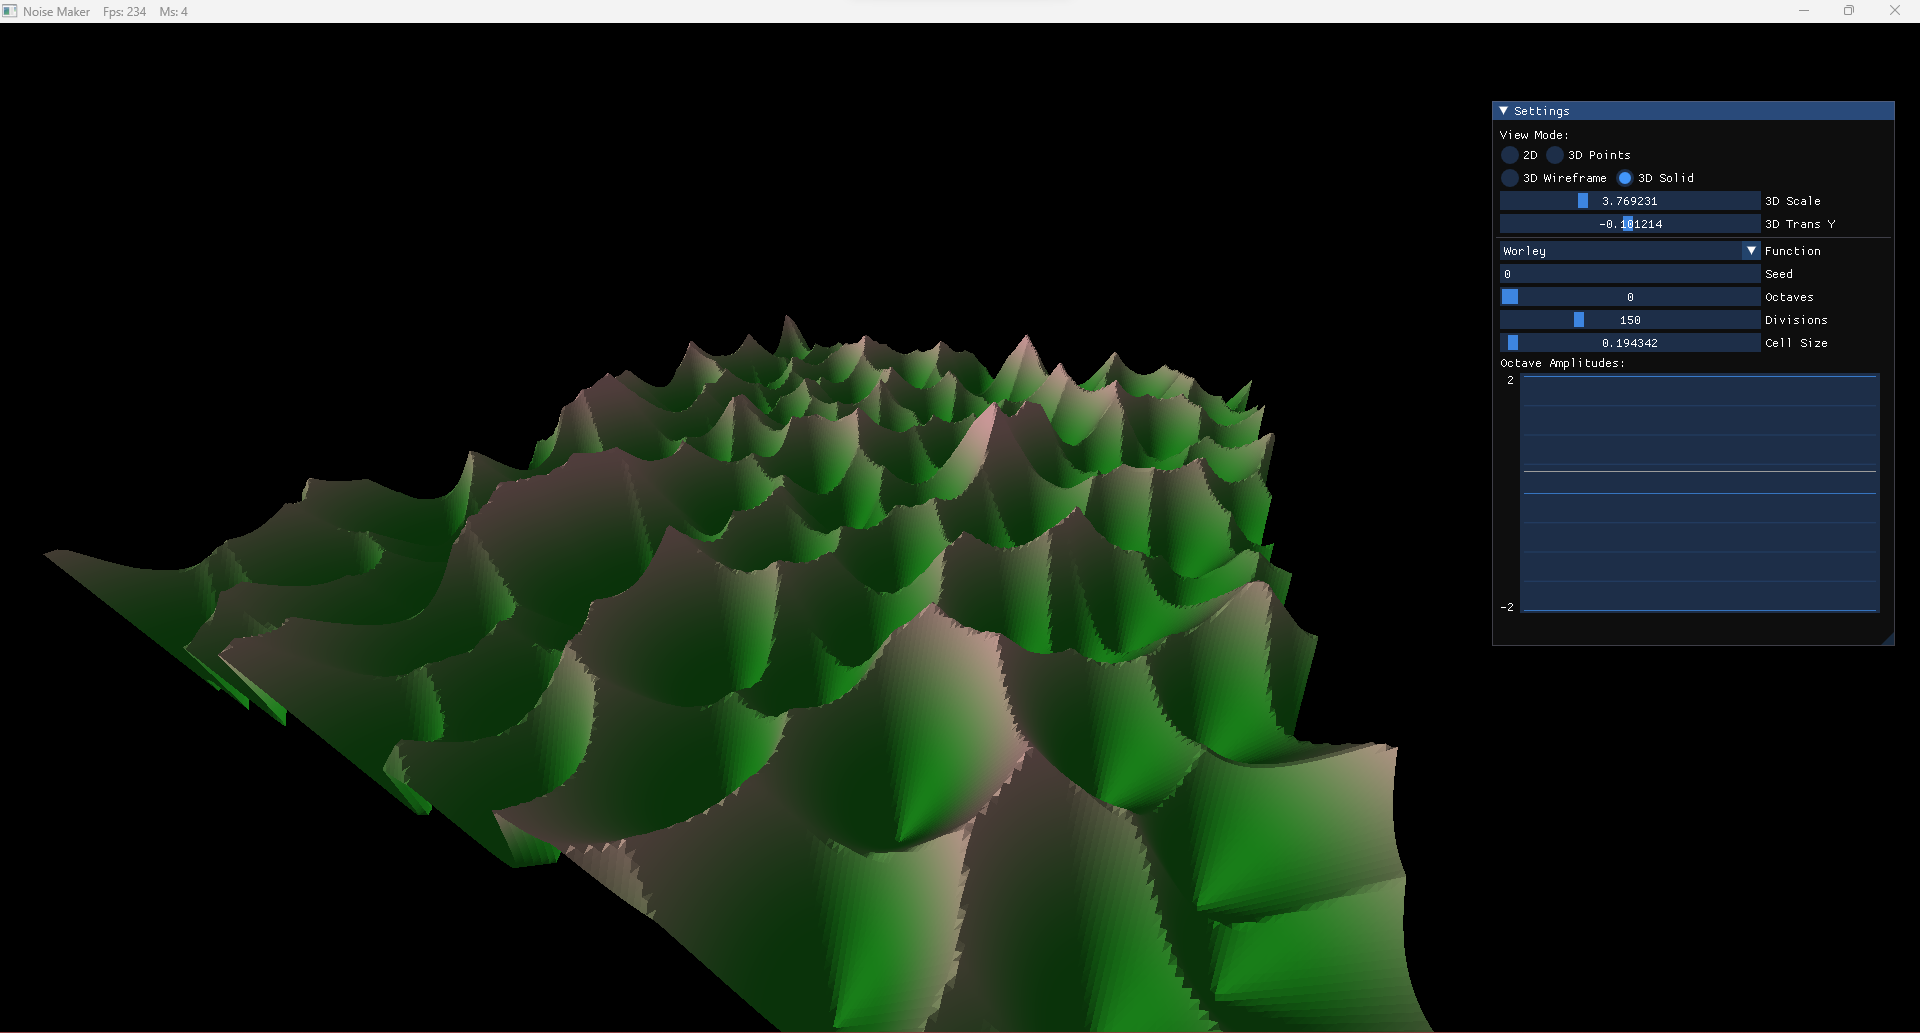 Noise Maker Fps: 234 Ms: 4
Settings
View Mode:
2D 3D Points
3D Wireframe 3D Solid
3.769231 3D Scale
-0.101214 3D Trans Y
Worley Function
0 Seed
0 Octaves
150 Divisions
0.194342 Cell Size
Octave Amplitudes:
2
-2